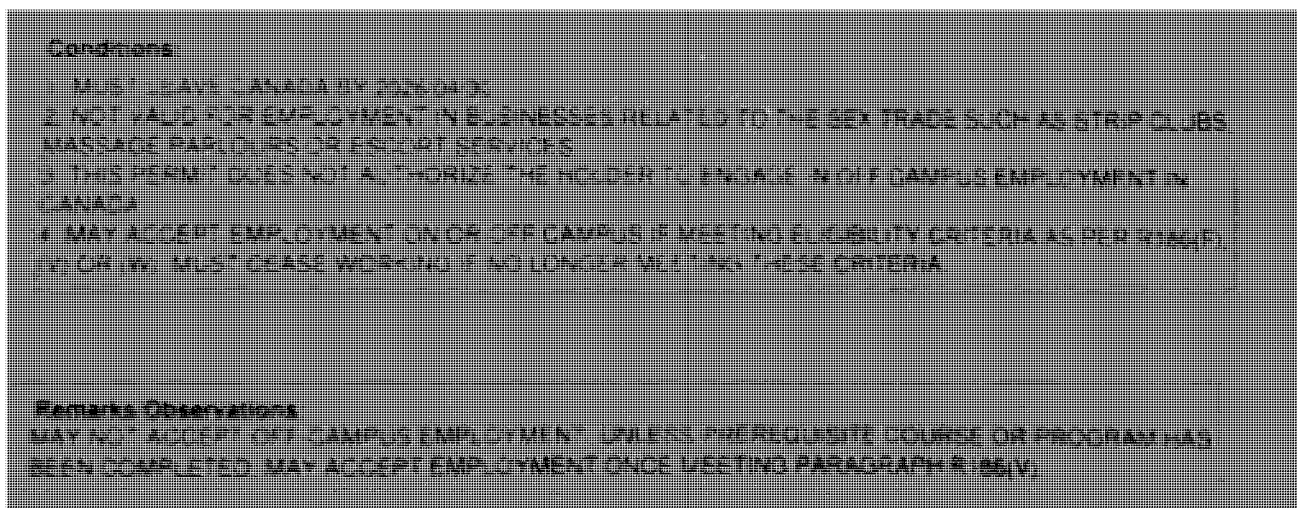 Conditions
1. MUST LEAVE CANADA BY 2026/04/30
2. NOT VALID FOR EMPLOYMENT IN BUSINESSES RELATED TO THE SEX TRADE SUCH AS STRIP CLUBS
MASSAGE PARLOURS OR ESCORT SERVICES
3. THIS PERMIT DOES NOT AUTHORIZE THE HOLDER TO ENGAGE IN OFF CAMPUS EMPLOYMENT IN
CANADA
4. MAY ACCEPT EMPLOYMENT ON OR OFF CAMPUS IF MEETING ELIGIBILITY CRITERIA AS PER R186(F),
(V) OR (W). MUST CEASE WORKING IF NO LONGER MEETING THESE CRITERIA
Remarks Observations
MAY NOT ACCEPT OFF-CAMPUS EMPLOYMENT UNLESS PREREQUISITE COURSE OR PROGRAM HAS
BEEN COMPLETED. MAY ACCEPT EMPLOYMENT ONCE MEETING PARAGRAPH R186(V)